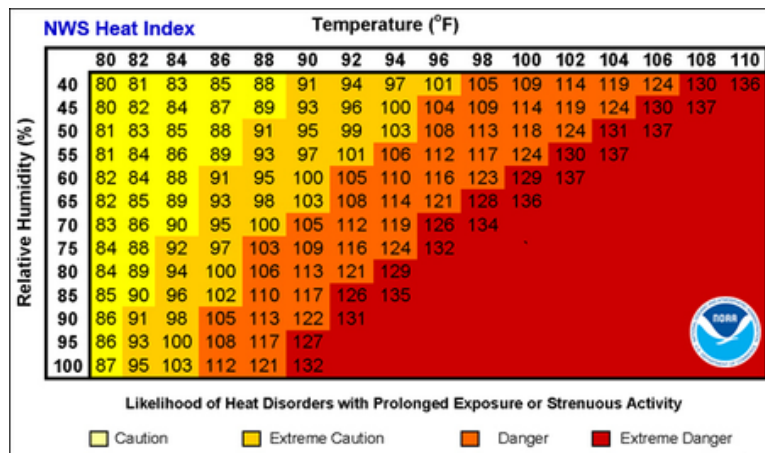 NWS Heat Index
Temperature (°F)
80 82 84 86 88 90 92 94 96 98 100 102 104 106 108 110
Relative Humidity (%)
40 80 81 83 85 88 91 94 97 101 105 109 114 119 124 130 136
45 80 82 84 87 89 93 96 100 104 109 114 119 124 130 137
50 81 83 85 88 91 95 99 103 108 113 118 124 131 137
55 81 84 86 89 93 97 101 106 112 117 124 130 137
60 82 84 88 91 95 100 105 110 116 123 129 137
65 82 85 89 93 98 103 108 114 121 128 136
70 83 86 90 95 100 105 112 119 126 134
75 84 88 92 97 103 109 116 124 132
80 84 89 94 100 106 113 121 129
85 85 90 96 102 110 117 126 135
90 86 91 98 105 113 122 131
95 86 93 100 108 117 127
100 87 95 103 112 121 132
NOAA
Likelihood of Heat Disorders with Prolonged Exposure or Strenuous Activity
Caution Extreme Caution Danger Extreme Danger